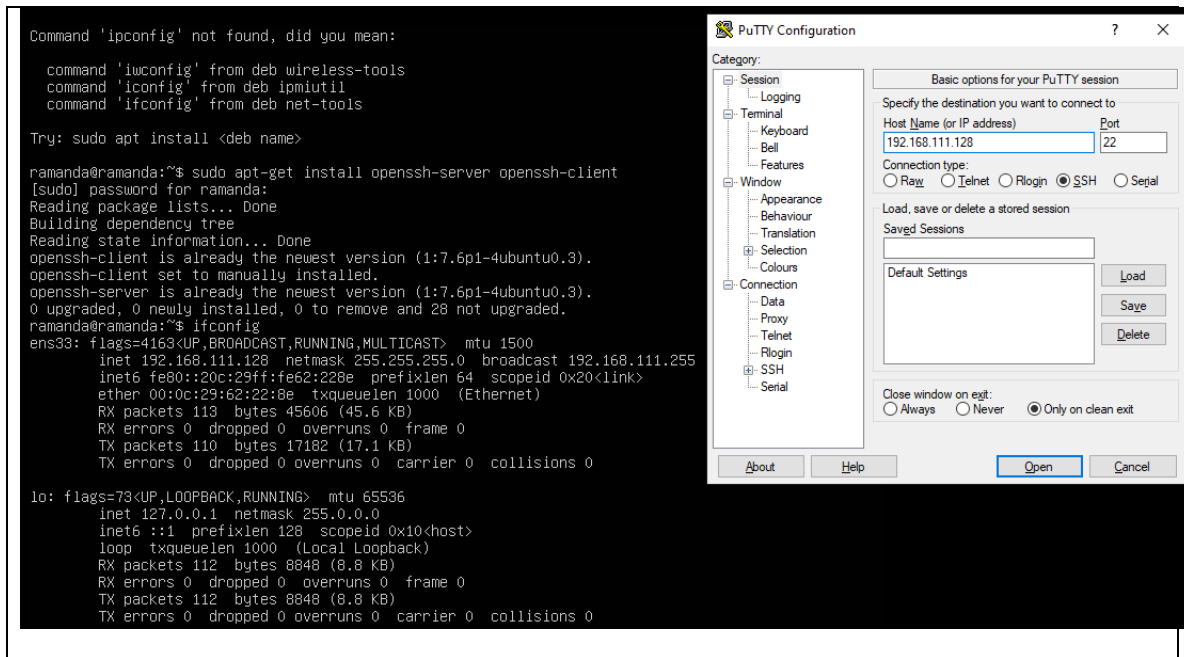 Command 'ipconfig' not found, did you mean:
command 'iwconfig' from deb wireless-tools
command 'iconfig' from deb ipmiutil
command 'ifconfig' from deb net-tools
Try: sudo apt install <deb name>
ramanda@ramanda:~$ sudo apt-get install openssh-server openssh-client
[sudo] password for ramanda:
Reading package lists... Done
Building dependency tree
Reading state information... Done
openssh-client is already the newest version (1:7.6p1-4ubuntu0.3).
openssh-client set to manually installed.
openssh-server is already the newest version (1:7.6p1-4ubuntu0.3).
0 upgraded, 0 newly installed, 0 to remove and 28 not upgraded.
ramanda@ramanda:~$ ifconfig
ens33: flags=4163<UP,BROADCAST,RUNNING,MULTICAST>  mtu 1500
inet 192.168.111.128  netmask 255.255.255.0  broadcast 192.168.111.255
inet6 fe80::20c:29ff:fe62:228e  prefixlen 64  scopeid 0x20<link>
ether 00:0c:29:62:22:8e  txqueuelen 1000  (Ethernet)
RX packets 113  bytes 45606 (45.6 KB)
RX errors 0  dropped 0  overruns 0  frame 0
TX packets 110  bytes 17182 (17.1 KB)
TX errors 0  dropped 0 overruns 0  carrier 0  collisions 0
lo: flags=73<UP,LOOPBACK,RUNNING>  mtu 65536
inet 127.0.0.1  netmask 255.0.0.0
inet6 ::1  prefixlen 128  scopeid 0x10<host>
loop  txqueuelen 1000  (Local Loopback)
RX packets 112  bytes 8848 (8.8 KB)
RX errors 0  dropped 0  overruns 0  frame 0
TX packets 112  bytes 8848 (8.8 KB)
TX errors 0  dropped 0 overruns 0  carrier 0  collisions 0
PuTTY Configuration ? ×
Category:
Session
Logging
Terminal
Keyboard
Bell
Features
Window
Appearance
Behaviour
Translation
Selection
Colours
Connection
Data
Proxy
Telnet
Rlogin
SSH
Serial
Basic options for your PuTTY session
Specify the destination you want to connect to
Host Name (or IP address) Port
192.168.111.128 22
Connection type:
Raw Telnet Rlogin SSH Serial
Load, save or delete a stored session
Saved Sessions
Default Settings
Load
Save
Delete
Close window on exit:
Always Never Only on clean exit
About Help Open Cancel